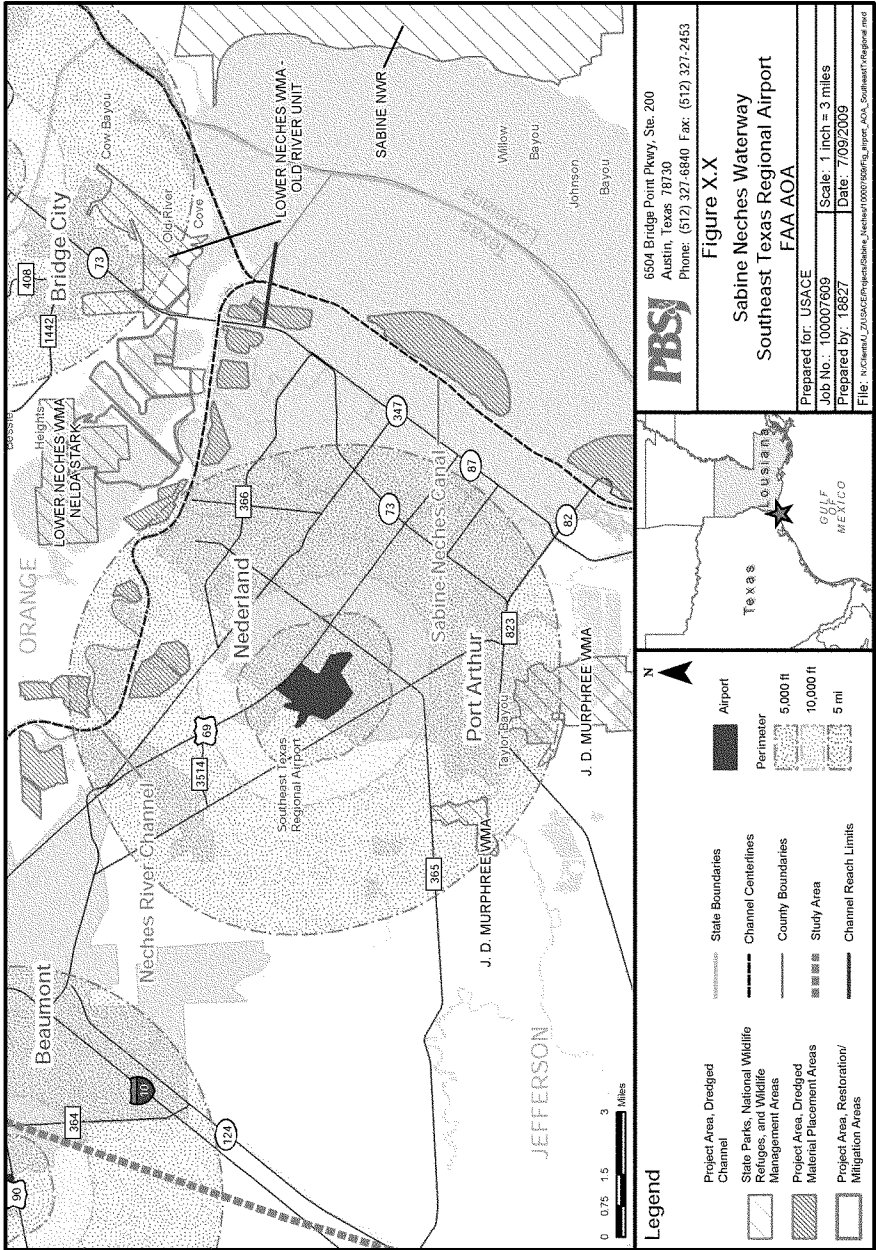 Beaumont
Neches River Channel
ORANGE
Bessie
Heights
LOWER NECHES WMA
NELDA STARK
Bridge City
Cow Bayou
Old River
Cove
LOWER NECHES WMA -
OLD RIVER UNIT
SABINE NWR
Willow
Bayou
Johnson
Bayou
Nederland
Southeast Texas
Regional Airport
Sabine-Neches Canal
Port Arthur
Taylor Bayou
J. D. MURPHREE WMA
J. D. MURPHREE WMA
JEFFERSON
90
364
10
124
69
3514
365
366
347
73
87
82
823
73
1442
408
0 0.75 1.5 3
Miles
Legend
Project Area, Dredged
Channel
State Parks, National Wildlife
Refuges, and Wildlife
Management Areas
Project Area, Dredged
Material Placement Areas
Project Area, Restoration/
Mitigation Areas
State Boundaries
Channel Centerlines
County Boundaries
Study Area
Channel Reach Limits
Airport
Perimeter
5,000 ft
10,000 ft
5 mi
N
Texas
Lousiana
GULF
OF
MEXICO
PBSJ
6504 Bridge Point Pkwy, Ste. 200
Austin, Texas 78730
Phone: (512) 327-6840 Fax: (512) 327-2453
Figure X.X
Sabine Neches Waterway
Southeast Texas Regional Airport
FAA AOA
Prepared for: USACE
Job No.: 100007609
Scale: 1 inch = 3 miles
Prepared by: 18827
Date: 7/09/2009
File: